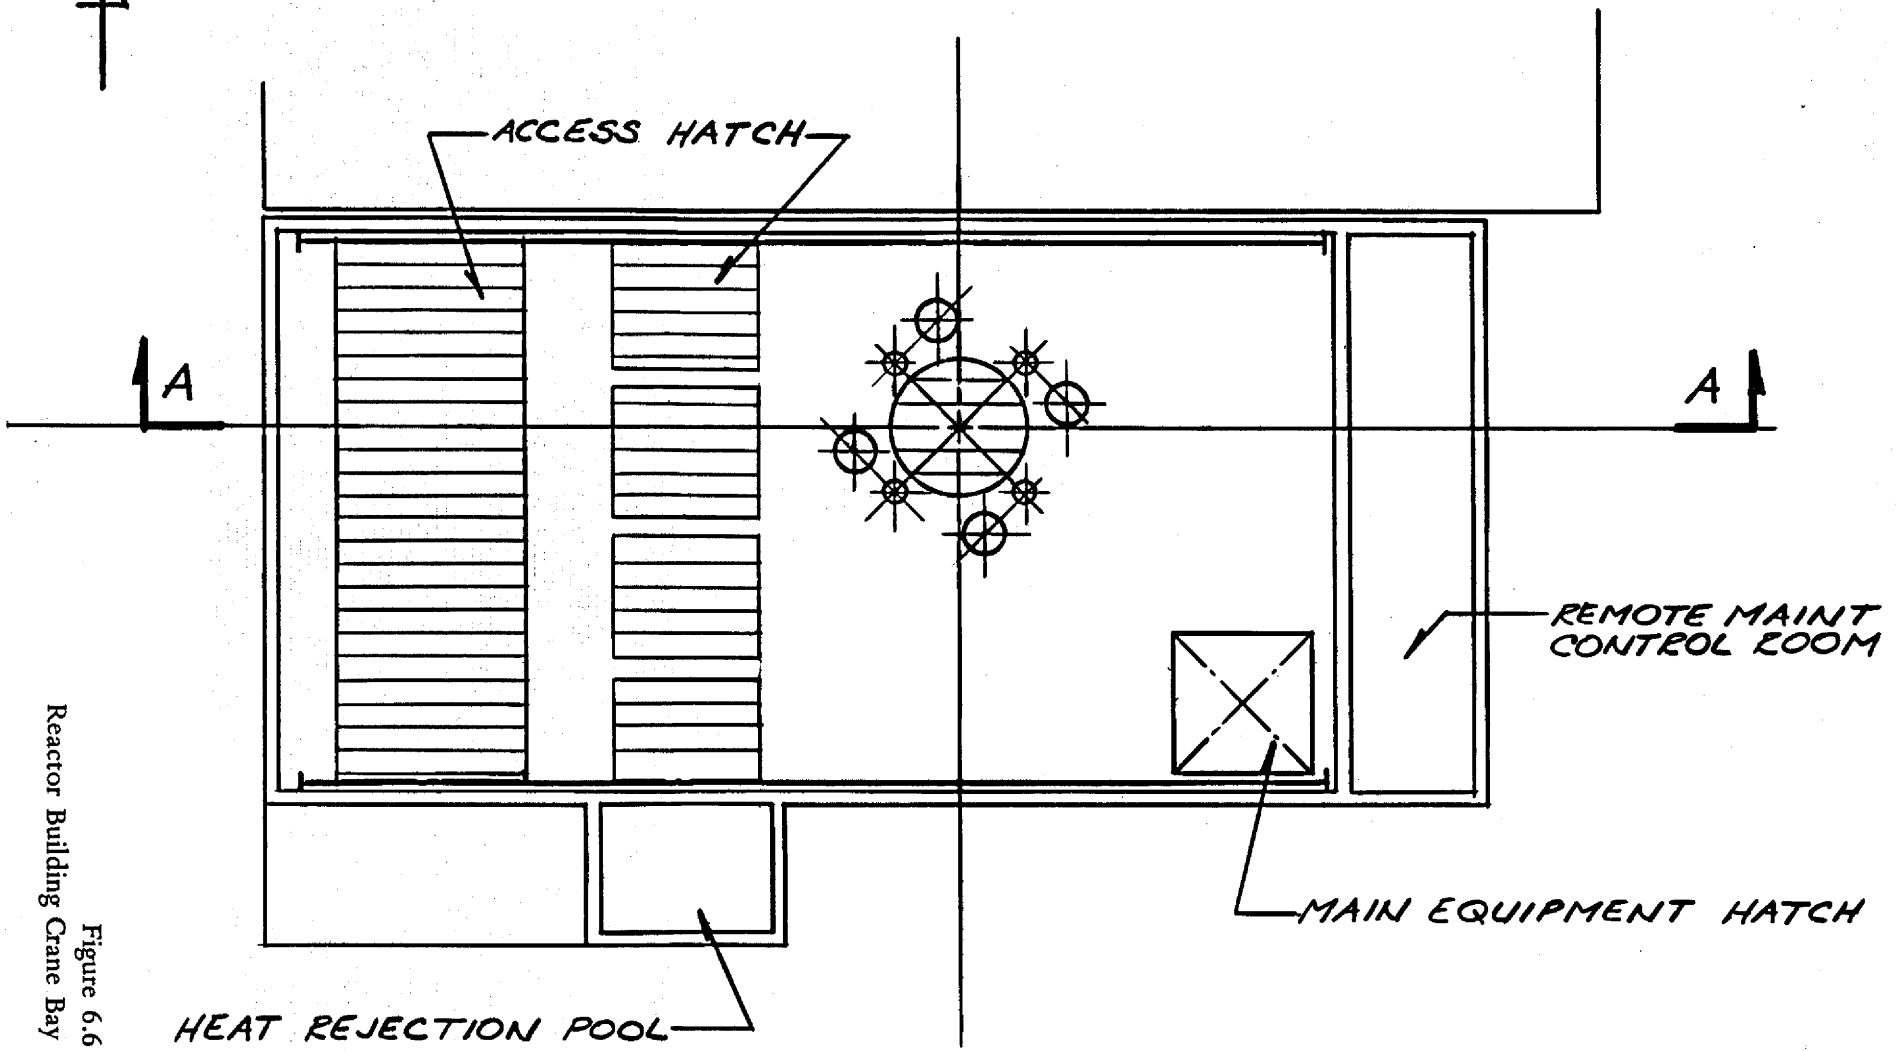 ACCESS HATCH
A
A
REMOTE MAINT
CONTROL ROOM
MAIN EQUIPMENT HATCH
HEAT REJECTION POOL
Figure 6.6
Reactor Building Crane Bay